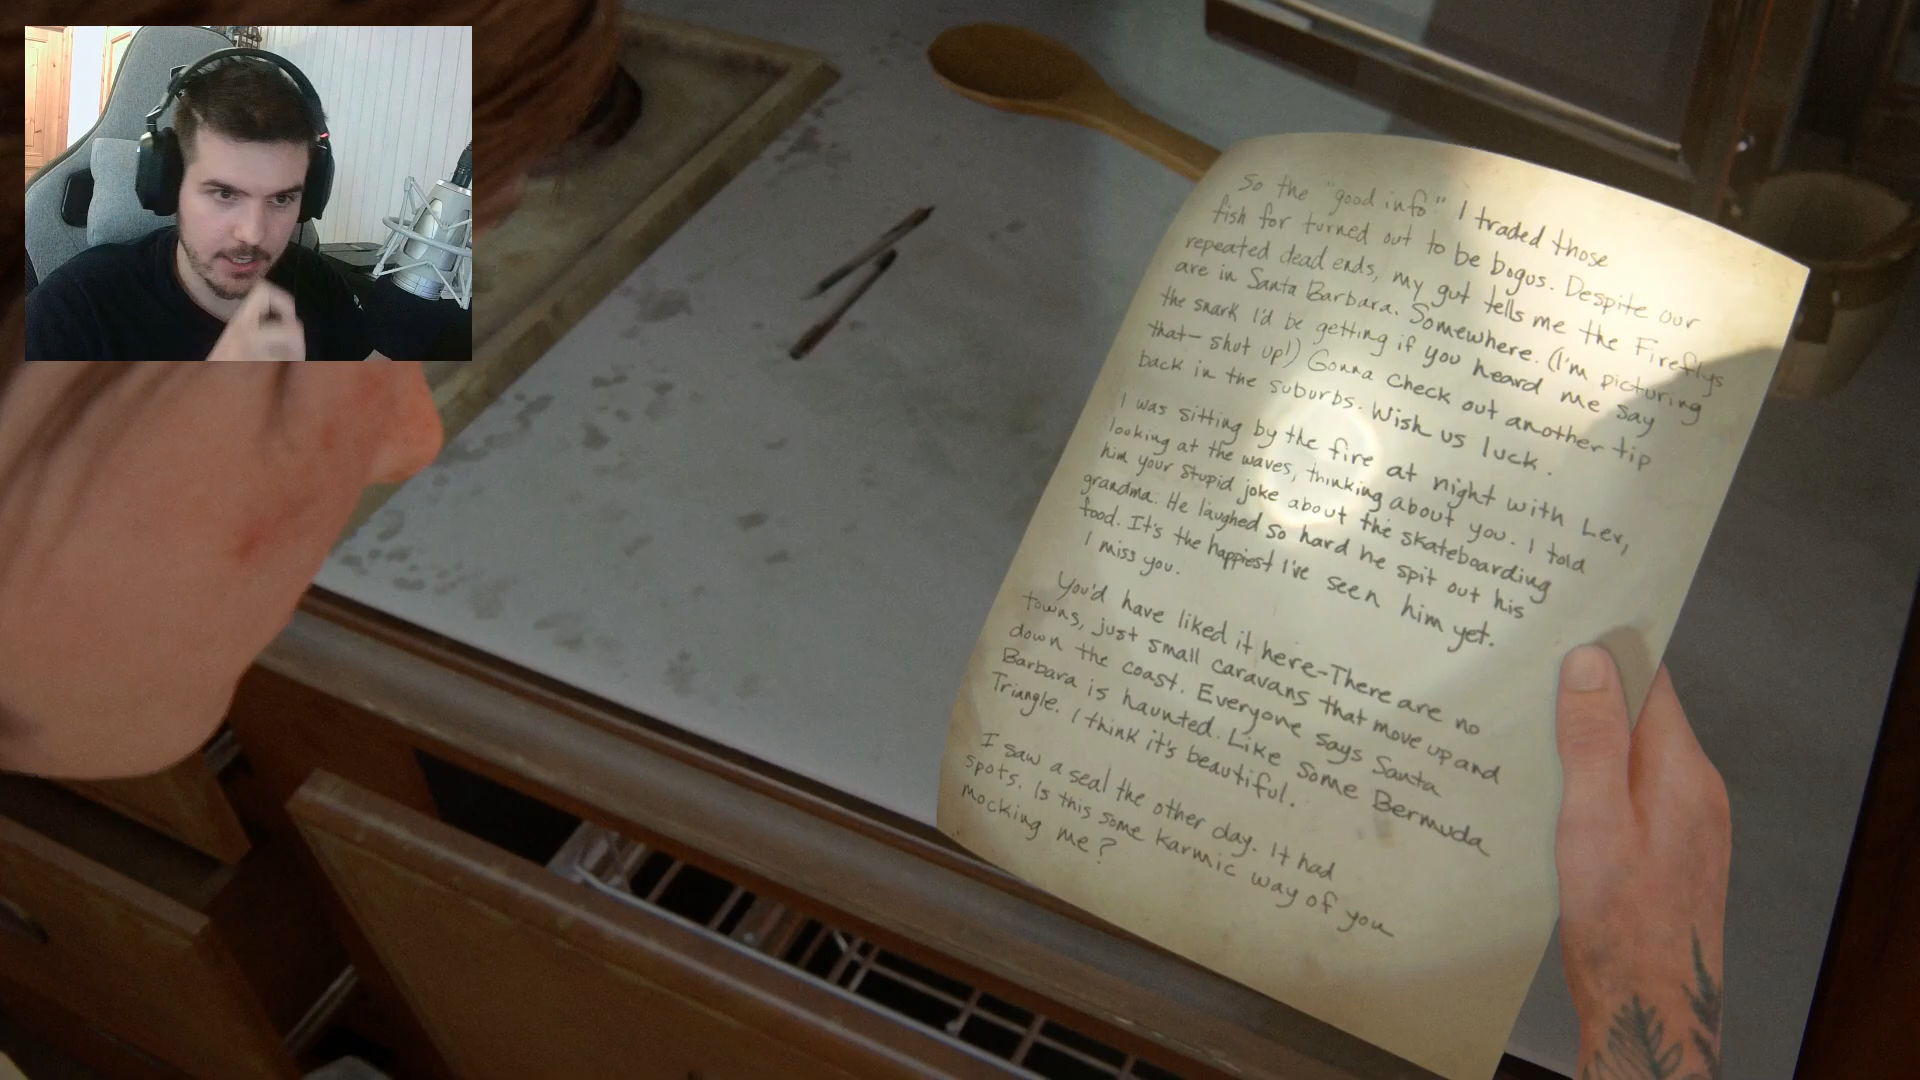 So the "good info" I traded those
fish for turned out to be bogus. Despite our
repeated dead ends, my gut tells me the Fireflys
are in Santa Barbara. Somewhere. (I'm picturing
the snark I'd be getting if you heard me say
that- shut up!) Gonna check out another tip
back in the suburbs. Wish us luck.
I was sitting by the fire at night with Lev,
looking at the waves, thinking about you. I told
him your stupid joke about the skateboarding
grandma. He laughed so hard he spit out his
food. It's the happiest I've seen him yet.
I miss you.
You'd have liked it here-There are no
towns, just small caravans that move up and
down the coast. Everyone says Santa
Barbara is haunted. Like some Bermuda
Triangle. I think it's beautiful.
I saw a seal the other day. It had
spots. Is this some karmic way of you
mocking me?